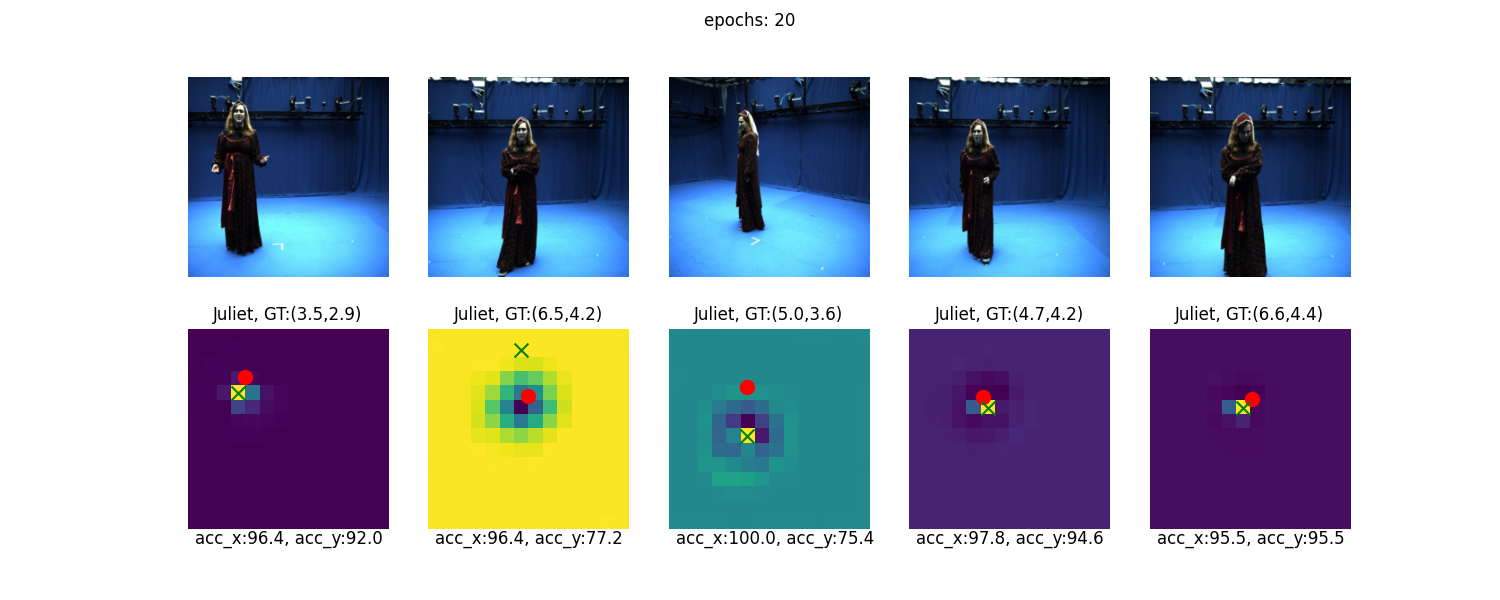 epochs: 20
Juliet, GT:(3.5,2.9)
Juliet, GT:(6.5,4.2)
Juliet, GT:(5.0,3.6)
Juliet, GT:(4.7,4.2)
Juliet, GT:(6.6,4.4)
acc_x:96.4, acc_y:92.0
acc_x:96.4, acc_y:77.2
acc_x:100.0, acc_y:75.4
acc_x:97.8, acc_y:94.6
acc_x:95.5, acc_y:95.5